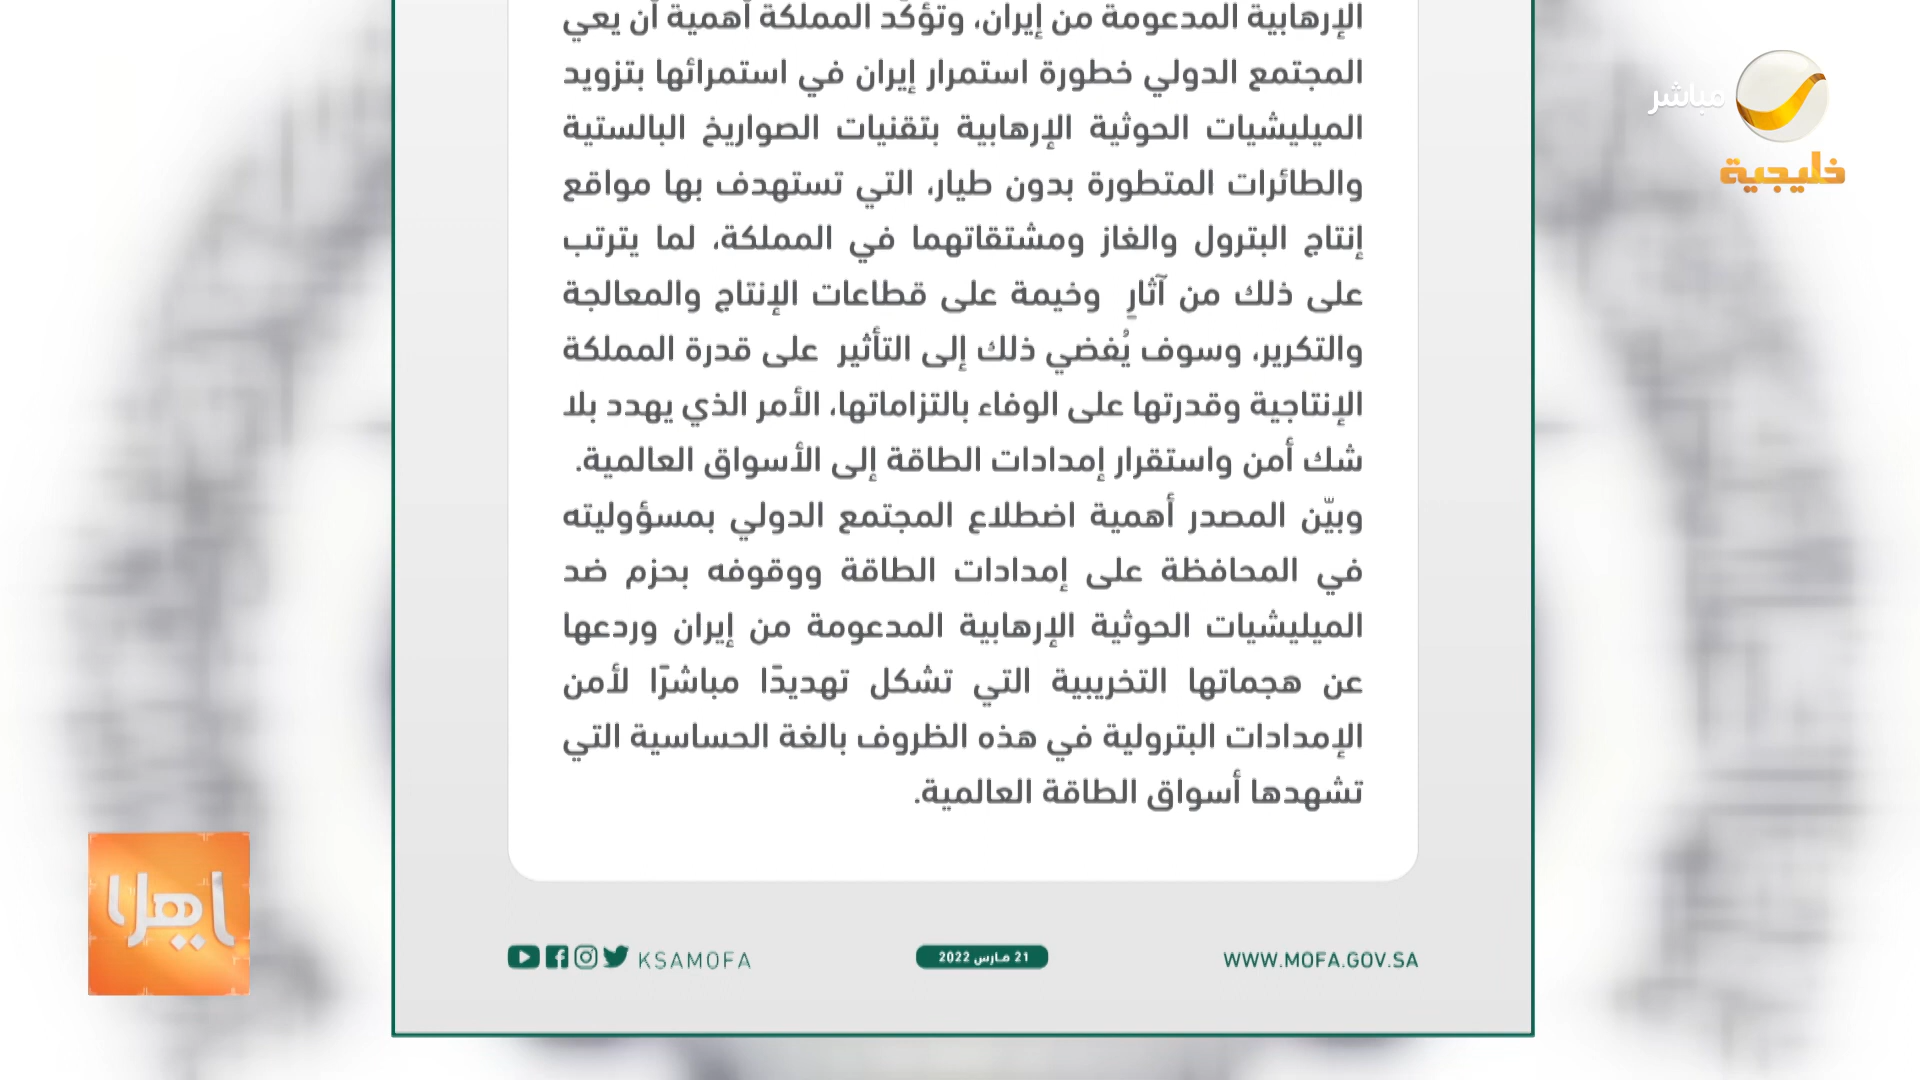 الإرهابية المدعومة من إيران، وتؤكّد المملكة أهمية أن يعي
المجتمع الدولي خطورة استمرار إيران في استمرائها بتزويد
الميليشيات الحوثية الإرهابية بتقنيات الصواريخ البالستية
والطائرات المتطورة بدون طيار، التي تستهدف بها مواقع
إنتاج البترول والغاز ومشتقاتهما في المملكة، لما يترتب
على ذلك من آثارٍ وخيمة على قطاعات الإنتاج والمعالجة
والتكرير، وسوف يُفضي ذلك إلى التأثير على قدرة المملكة
الإنتاجية وقدرتها على الوفاء بالتزاماتها، الأمر الذي يهدد بلا
شك أمن واستقرار إمدادات الطاقة إلى الأسواق العالمية.
وبيّن المصدر أهمية اضطلاع المجتمع الدولي بمسؤوليته
في المحافظة على إمدادات الطاقة ووقوفه بحزم ضد
الميليشيات الحوثية الإرهابية المدعومة من إيران وردعها
عن هجماتها التخريبية التي تشكل تهديدًا مباشرًا لأمن
الإمدادات البترولية في هذه الظروف بالغة الحساسية التي
تشهدها أسواق الطاقة العالمية.
KSAMOFA
21 مارس 2022
WWW.MOFA.GOV.SA
مباشر
خليجية
ياهلا